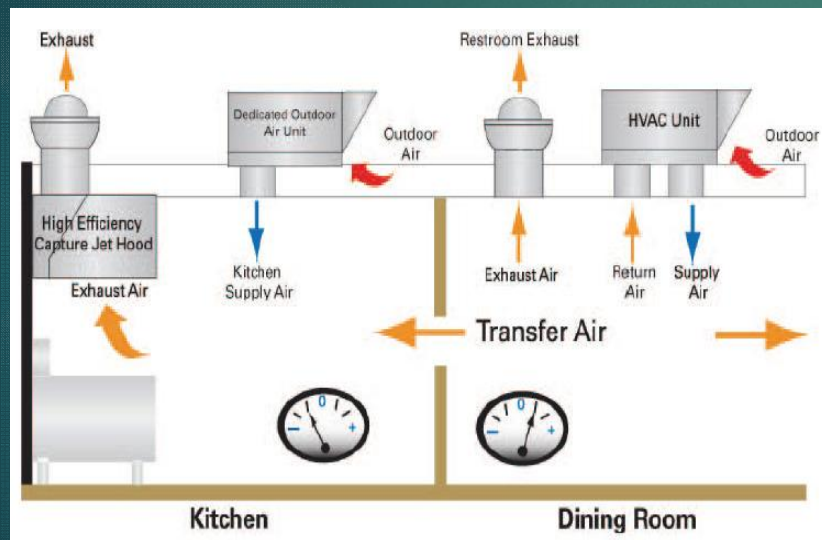 Exhaust
Restroom Exhaust
Dedicated Outdoor
Air Unit
Outdoor
Air
HVAC Unit
Outdoor
Air
High Efficiency
Capture Jet Hood
Exhaust Air
Kitchen
Supply Air
Exhaust Air
Return
Air
Supply
Air
Transfer Air
− 0 +
− 0 +
Kitchen
Dining Room